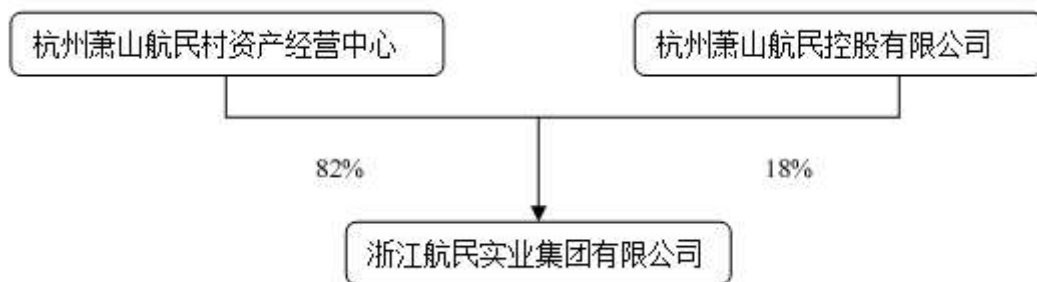 杭州萧山航民村资产经营中心
杭州萧山航民控股有限公司
82%
18%
浙江航民实业集团有限公司